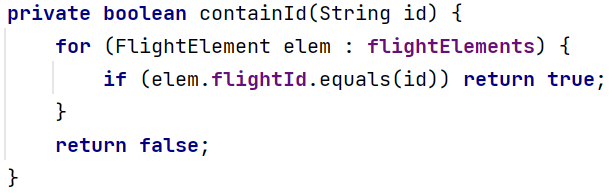 private boolean containId(String id) {
    for (FlightElement elem : flightElements) {
        if (elem.flightId.equals(id)) return true;
    }
    return false;
}